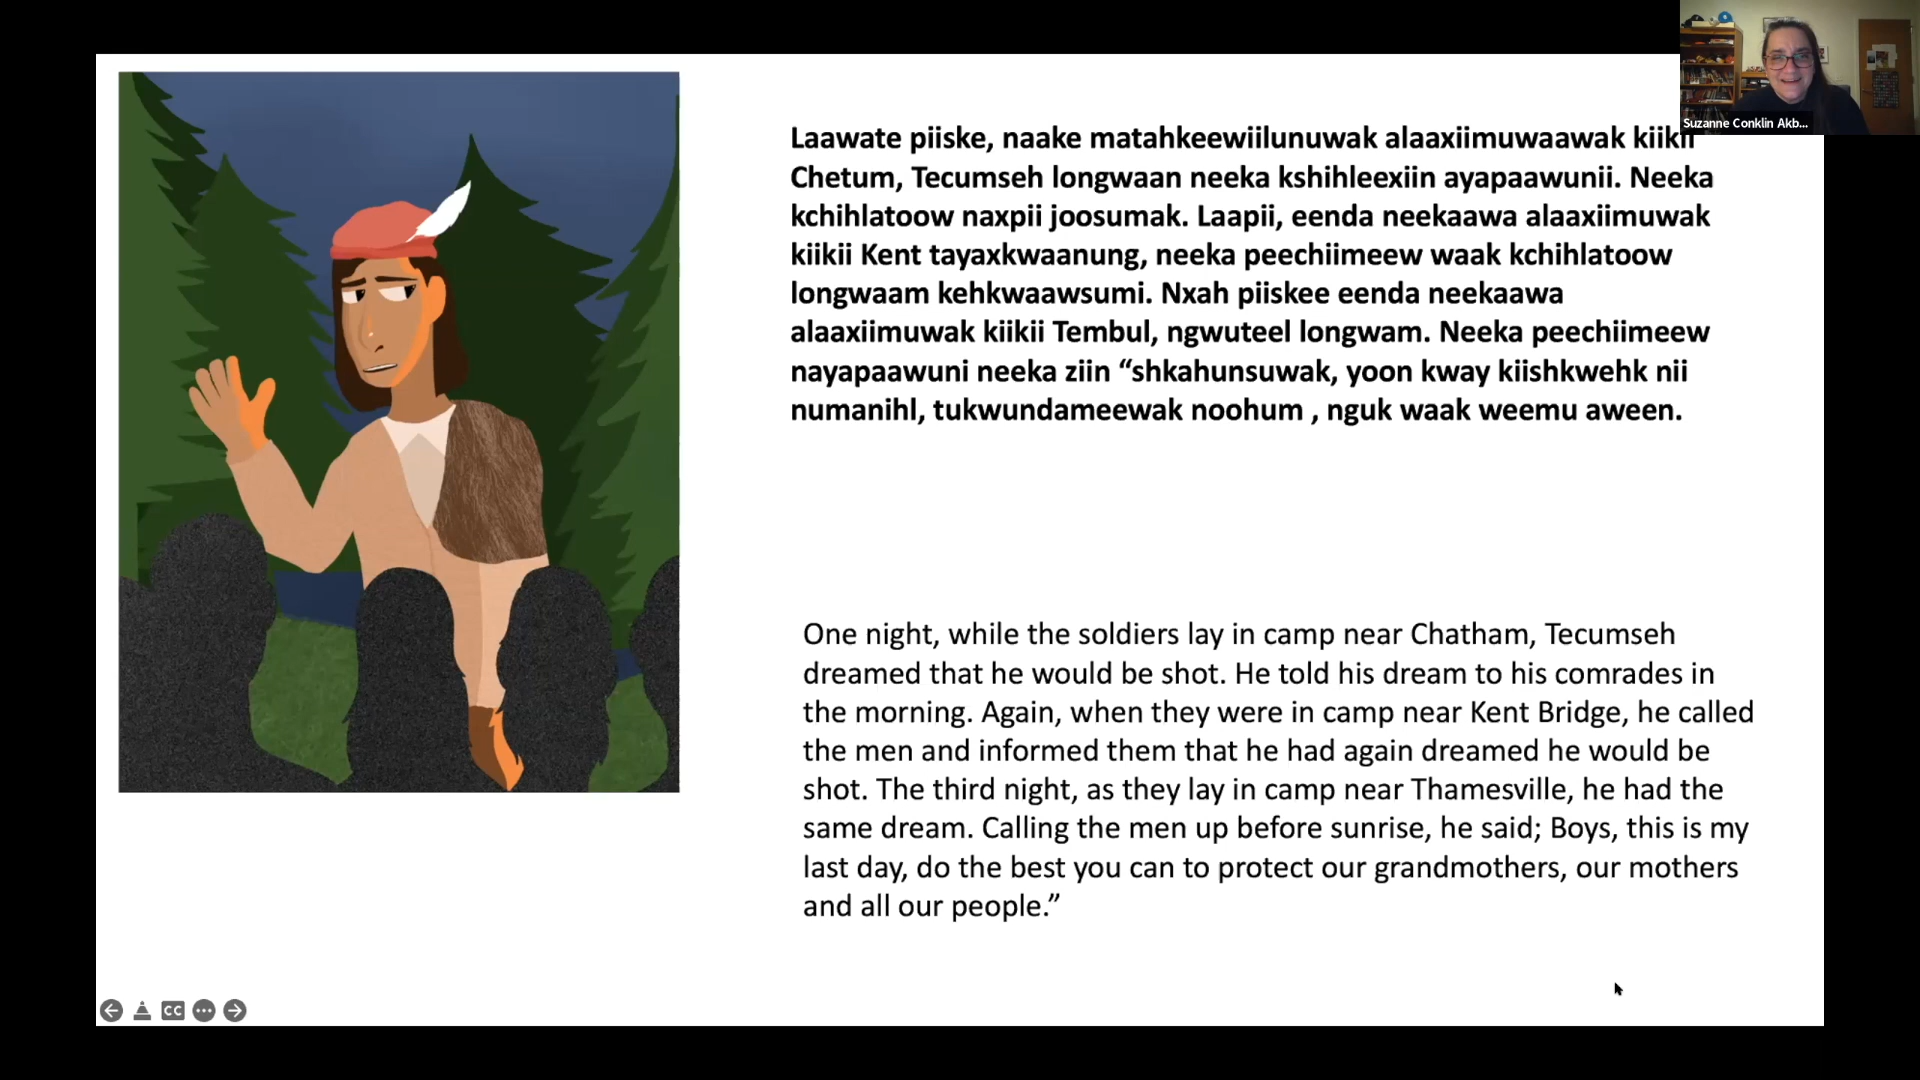 Suzanne Conklin Akb...
Laawate piiske, naake matahkeewiilunuwak alaaxiimuwaawak kiikii
Chetum, Tecumseh longwaan neeka kshihleexiin ayapaawunii. Neeka
kchihlatoow naxpii joosumak. Laapii, eenda neekaawa alaaxiimuwak
kiikii Kent tayaxkwaanung, neeka peechiimeew waak kchihlatoow
longwaam kehkwaawsumi. Nxah piiskee eenda neekaawa
alaaxiimuwak kiikii Tembul, ngwuteel longwam. Neeka peechiimeew
nayapaawuni neeka ziin “shkahunsuwak, yoon kway kiishkwehk nii
numanihl, tukwundameewak noohum , nguk waak weemu aween.
One night, while the soldiers lay in camp near Chatham, Tecumseh
dreamed that he would be shot. He told his dream to his comrades in
the morning. Again, when they were in camp near Kent Bridge, he called
the men and informed them that he had again dreamed he would be
shot. The third night, as they lay in camp near Thamesville, he had the
same dream. Calling the men up before sunrise, he said; Boys, this is my
last day, do the best you can to protect our grandmothers, our mothers
and all our people.”
CC